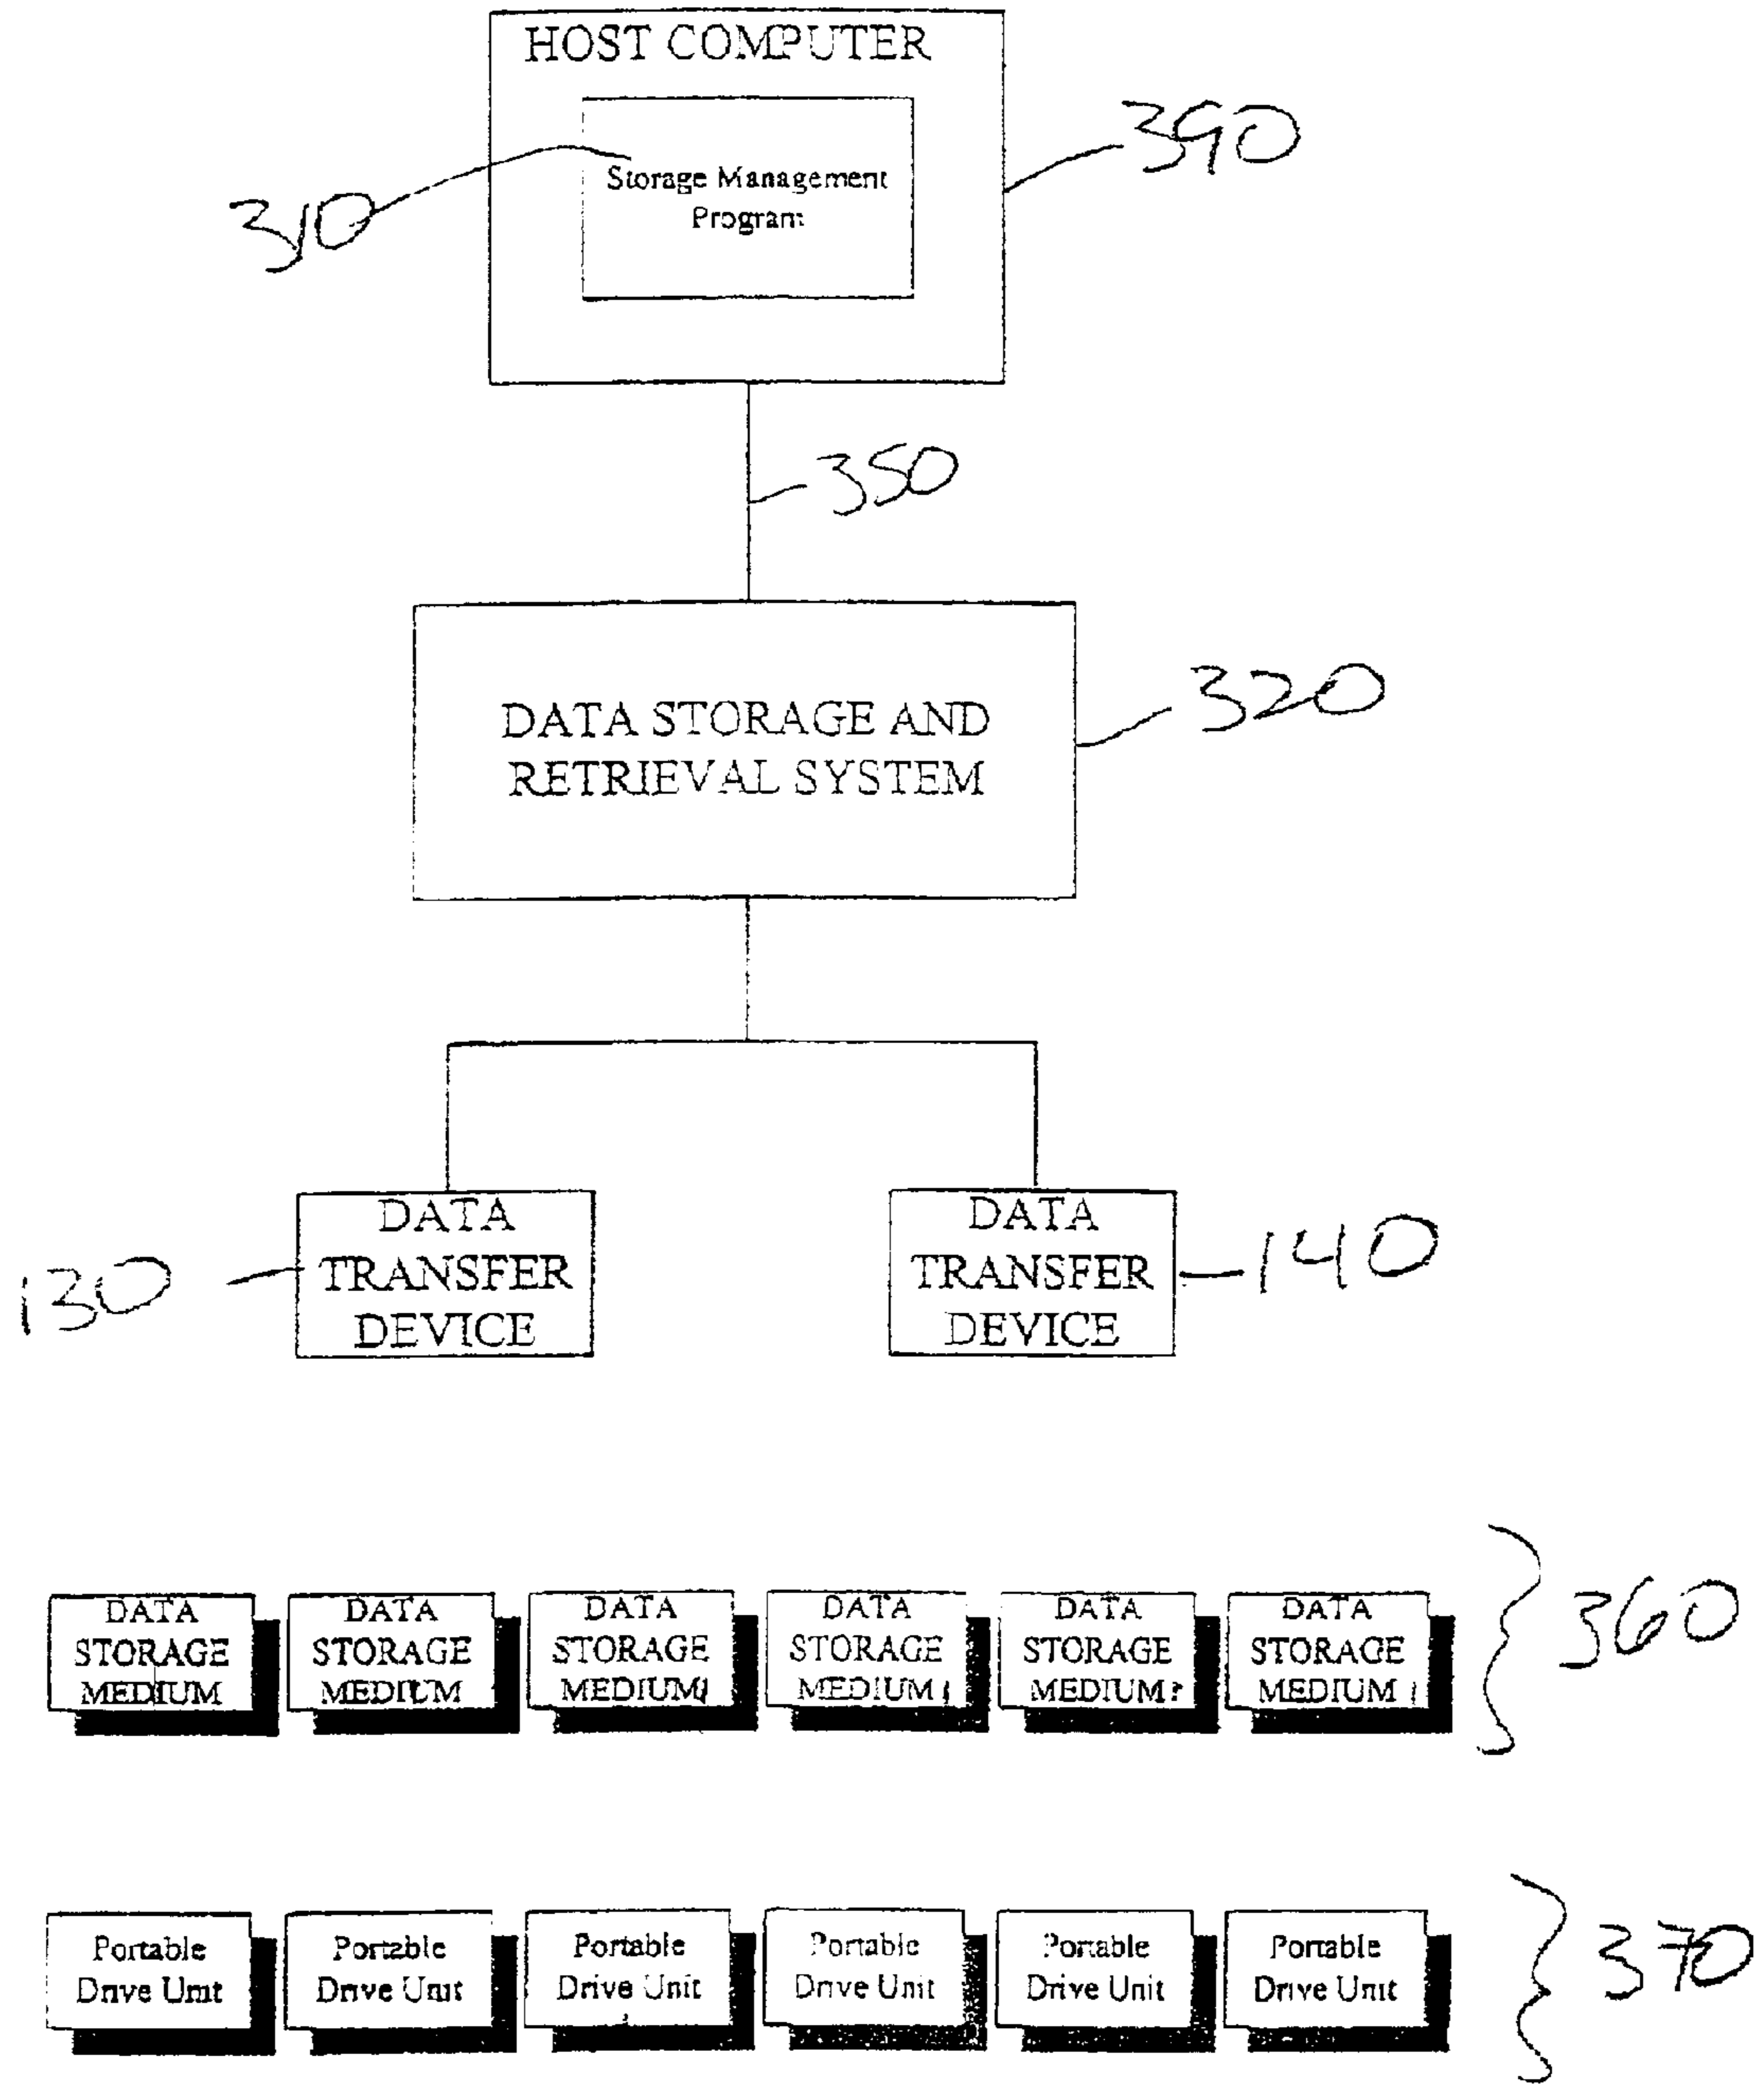 HOST COMPUTER
390
Storage Management
Program
310
350
320
DATA STORAGE AND
RETRIEVAL SYSTEM
DATA
TRANSFER
DEVICE
130
DATA
TRANSFER
DEVICE
140
DATA
STORAGE
MEDIUM
DATA
STORAGE
MEDIUM
DATA
STORAGE
MEDIUM
DATA
STORAGE
MEDIUM
DATA
STORAGE
MEDIUM
DATA
STORAGE
MEDIUM
360
Portable
Drive Unit
Portable
Drive Unit
Portable
Drive Unit
Portable
Drive Unit
Portable
Drive Unit
Portable
Drive Unit
370